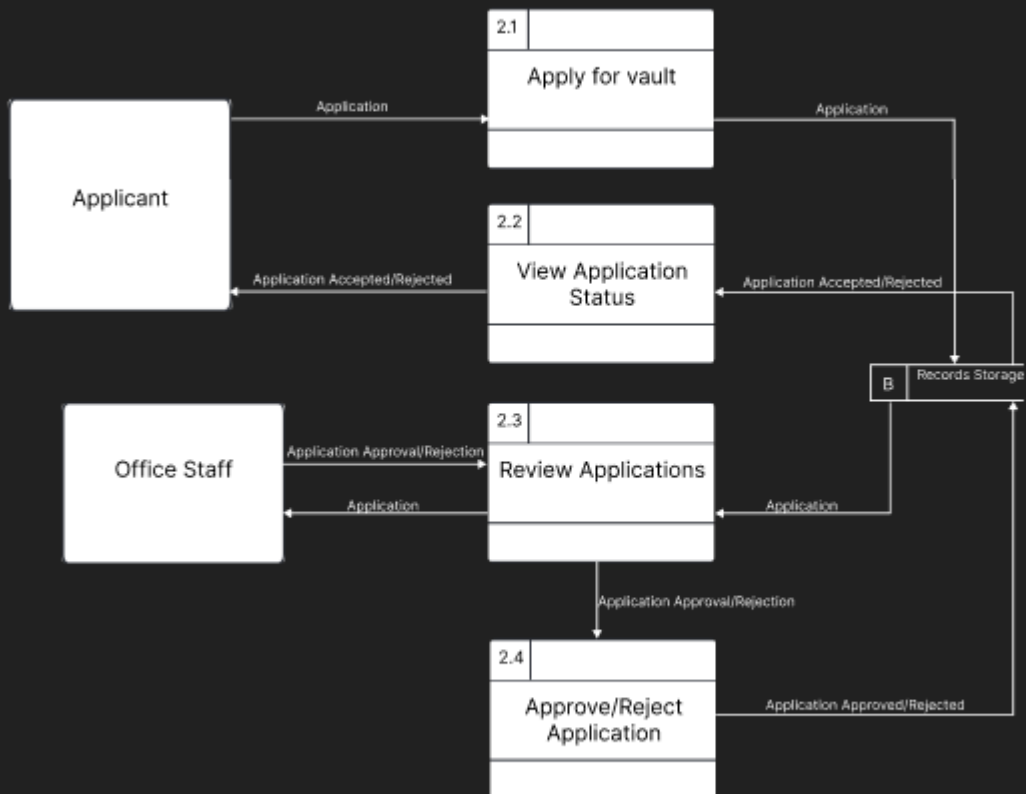 2.1
Apply for vault
Application
Application
Applicant
2.2
View Application
Status
Application Accepted/Rejected
Application Accepted/Rejected
B
Records Storage
2.3
Review Applications
Office Staff
Application Approval/Rejection
Application
Application
Application Approval/Rejection
2.4
Approve/Reject
Application
Application Approved/Rejected